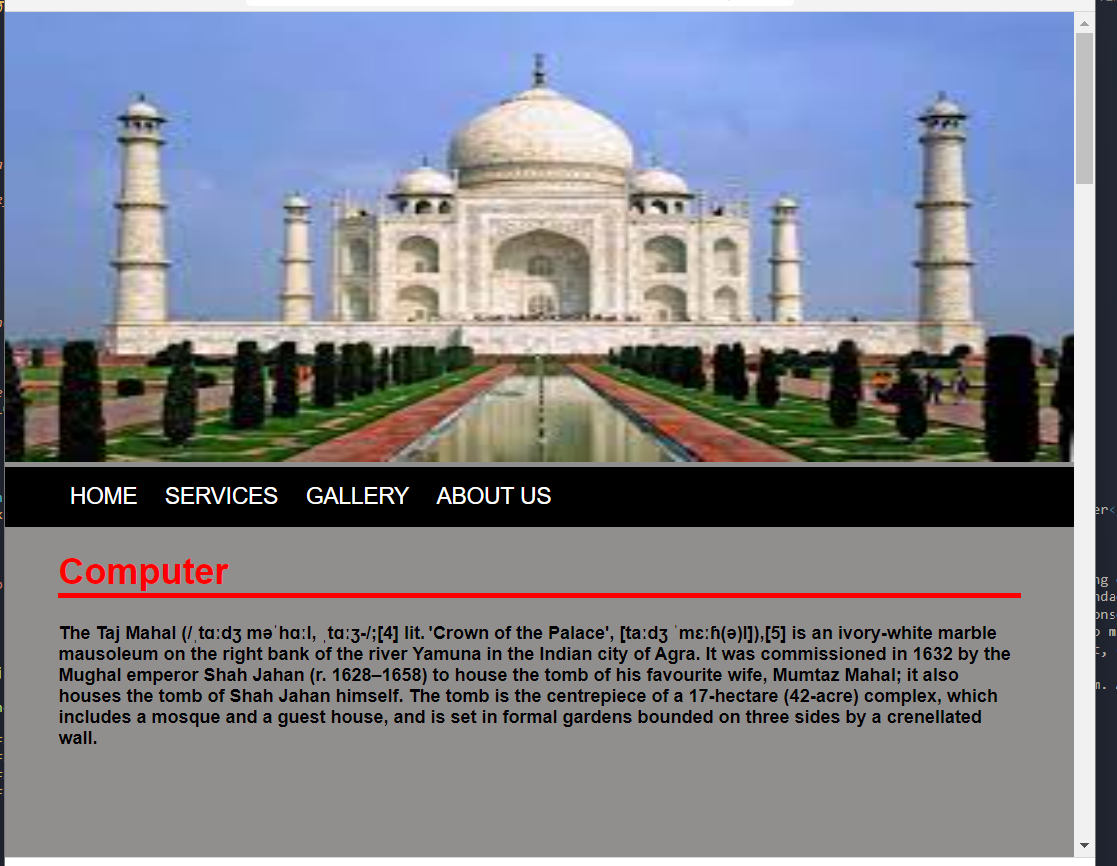 HOME SERVICES GALLERY ABOUT US
Computer
The Taj Mahal (/ˌtɑːdʒ məˈhɑːl, ˌtɑːʒ-/;[4] lit. 'Crown of the Palace', [taːdʒ ˈmɛːɦ(ə)l]),[5] is an ivory-white marble
mausoleum on the right bank of the river Yamuna in the Indian city of Agra. It was commissioned in 1632 by the
Mughal emperor Shah Jahan (r. 1628–1658) to house the tomb of his favourite wife, Mumtaz Mahal; it also
houses the tomb of Shah Jahan himself. The tomb is the centrepiece of a 17-hectare (42-acre) complex, which
includes a mosque and a guest house, and is set in formal gardens bounded on three sides by a crenellated
wall.